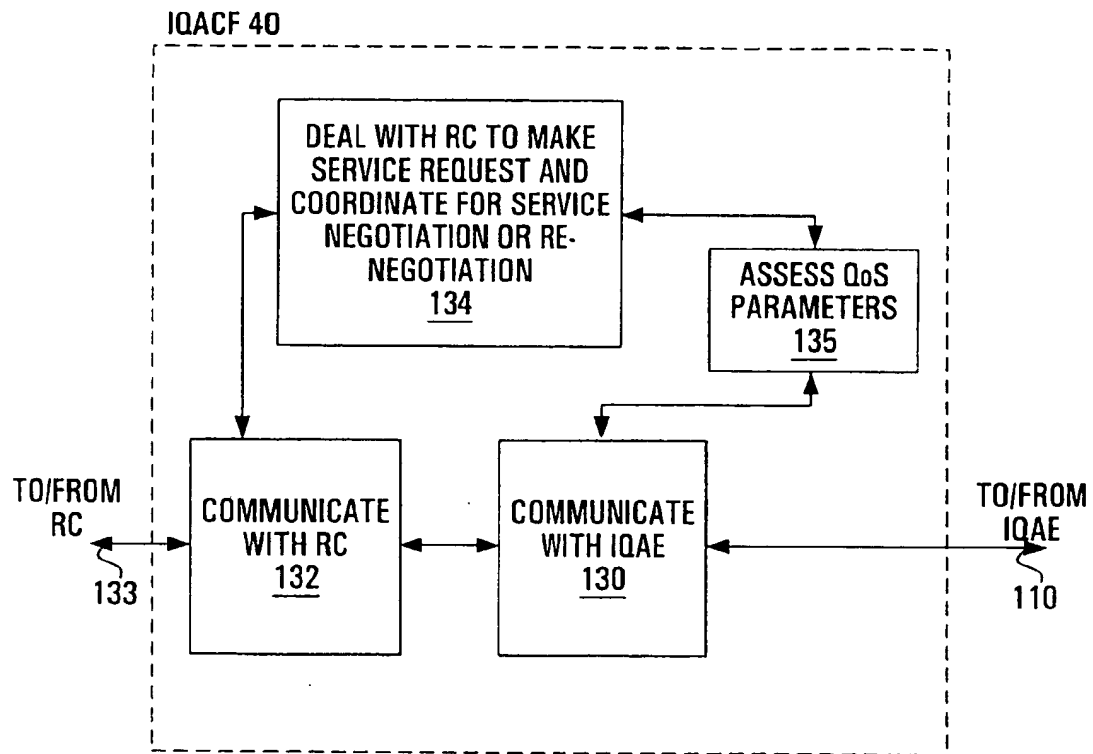 IQACF 40
DEAL WITH RC TO MAKE
SERVICE REQUEST AND
COORDINATE FOR SERVICE
NEGOTIATION OR RE-
NEGOTIATION
134
ASSESS QoS
PARAMETERS
135
TO/FROM
RC
133
COMMUNICATE
WITH RC
132
COMMUNICATE
WITH IQAE
130
TO/FROM
IQAE
110